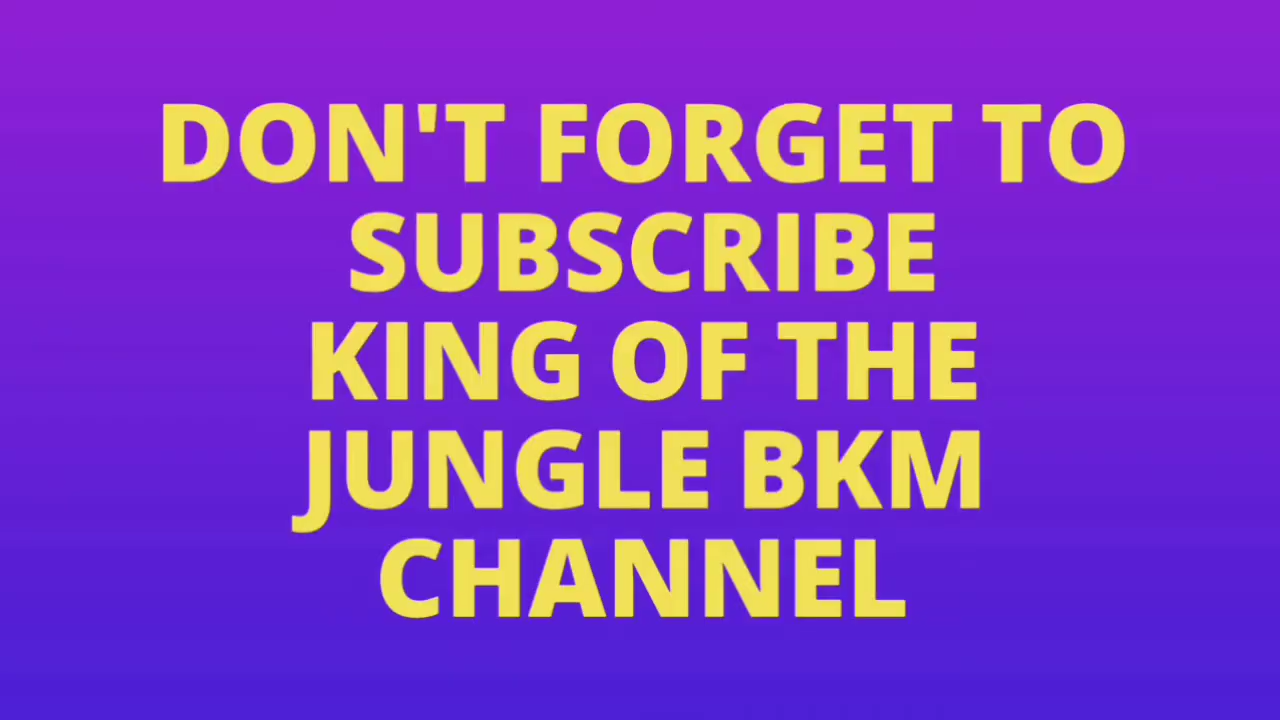 DON'T FORGET TO
SUBSCRIBE
KING OF THE
JUNGLE BKM
CHANNEL